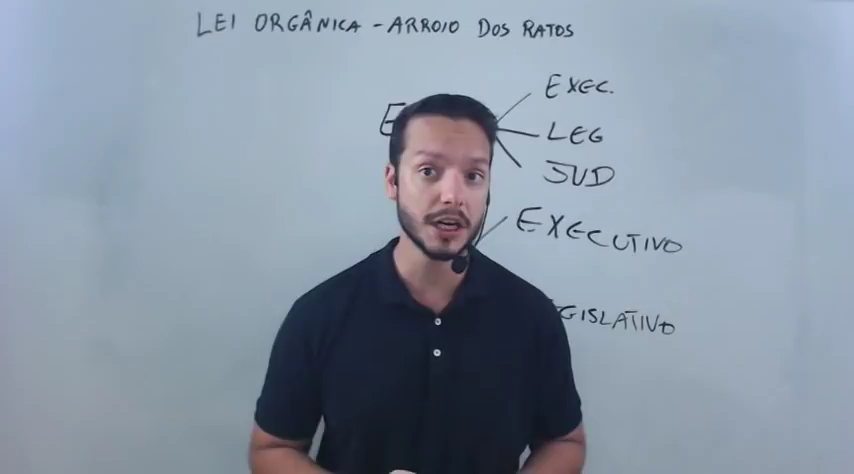 LEI ORGÂNICA - ARROIO DOS RATOS
EXEC.
LEG
JUD
EXECUTIVO